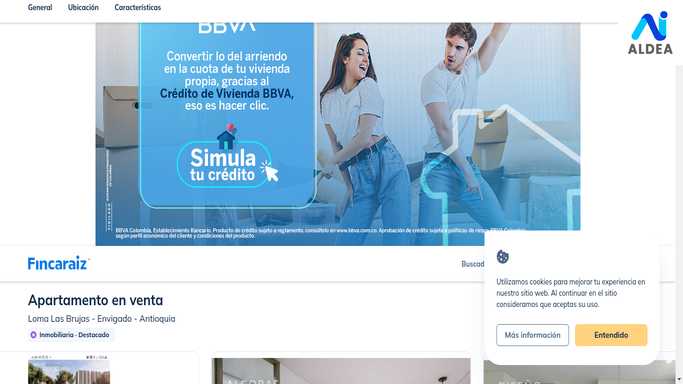 General Ubicación Características
ALDEA
BBVA
Convertir lo del arriendo
en la cuota de tu vivienda
propia, gracias al
Crédito de Vivienda BBVA,
eso es hacer clic.
Simula
tu crédito
BBVA Colombia. Establecimiento Bancario. Producto de crédito sujeto a reglamento, consúltelo en www.bbva.com.co. Aprobación de crédito sujeta a políticas de riesgo BBVA Colombia
según perfil económico del cliente y condiciones del producto.
Fincaraiz
Buscad
Apartamento en venta
Loma Las Brujas - Envigado - Antioquia
Inmobiliaria - Destacado
Utilizamos cookies para mejorar tu experiencia en
nuestro sitio web. Al continuar en el sitio
consideramos que aceptas su uso.
Más información Entendido